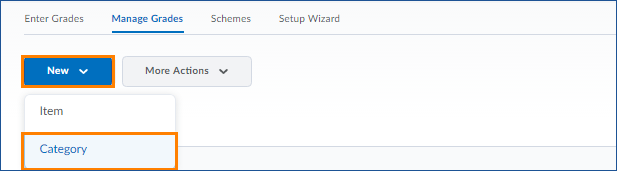 Enter Grades Manage Grades Schemes Setup Wizard
New More Actions
Item
Category